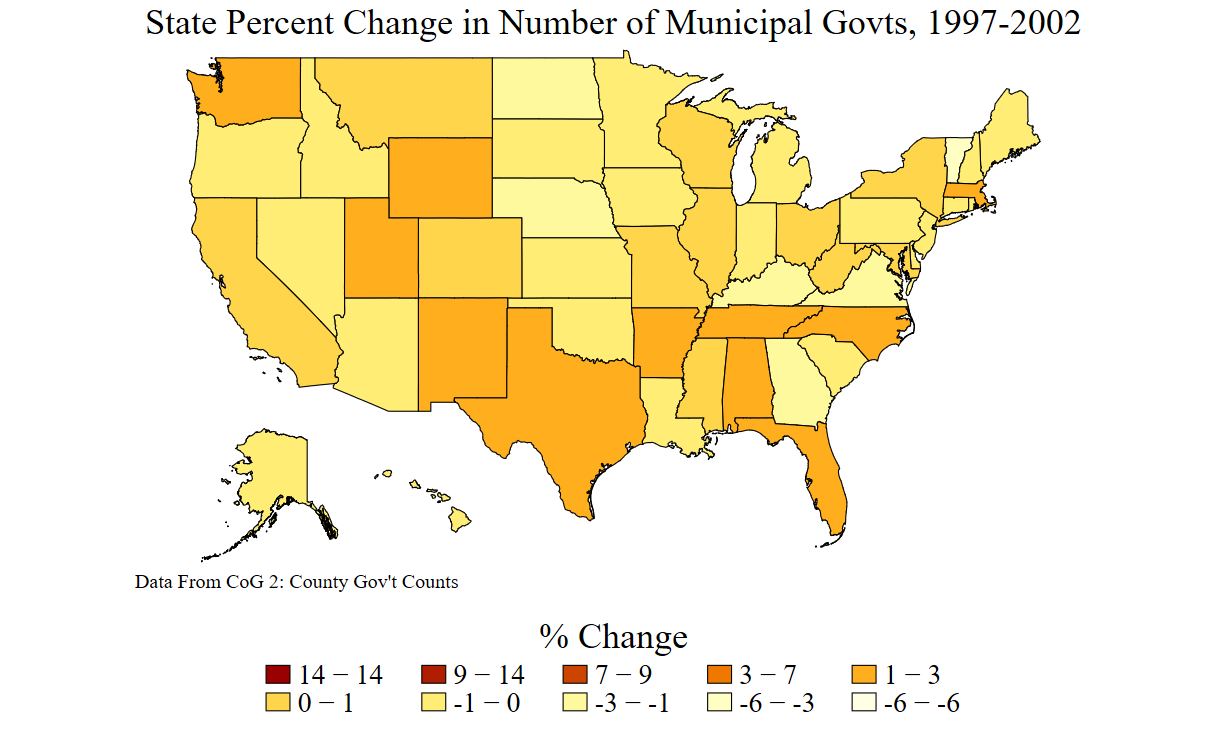 State Percent Change in Number of Municipal Govts, 1997-2002
Data From CoG 2: County Gov't Counts
% Change
14 − 14 9 − 14 7 − 9 3 − 7 1 − 3
0 − 1 -1 − 0 -3 − -1 -6 − -3 -6 − -6